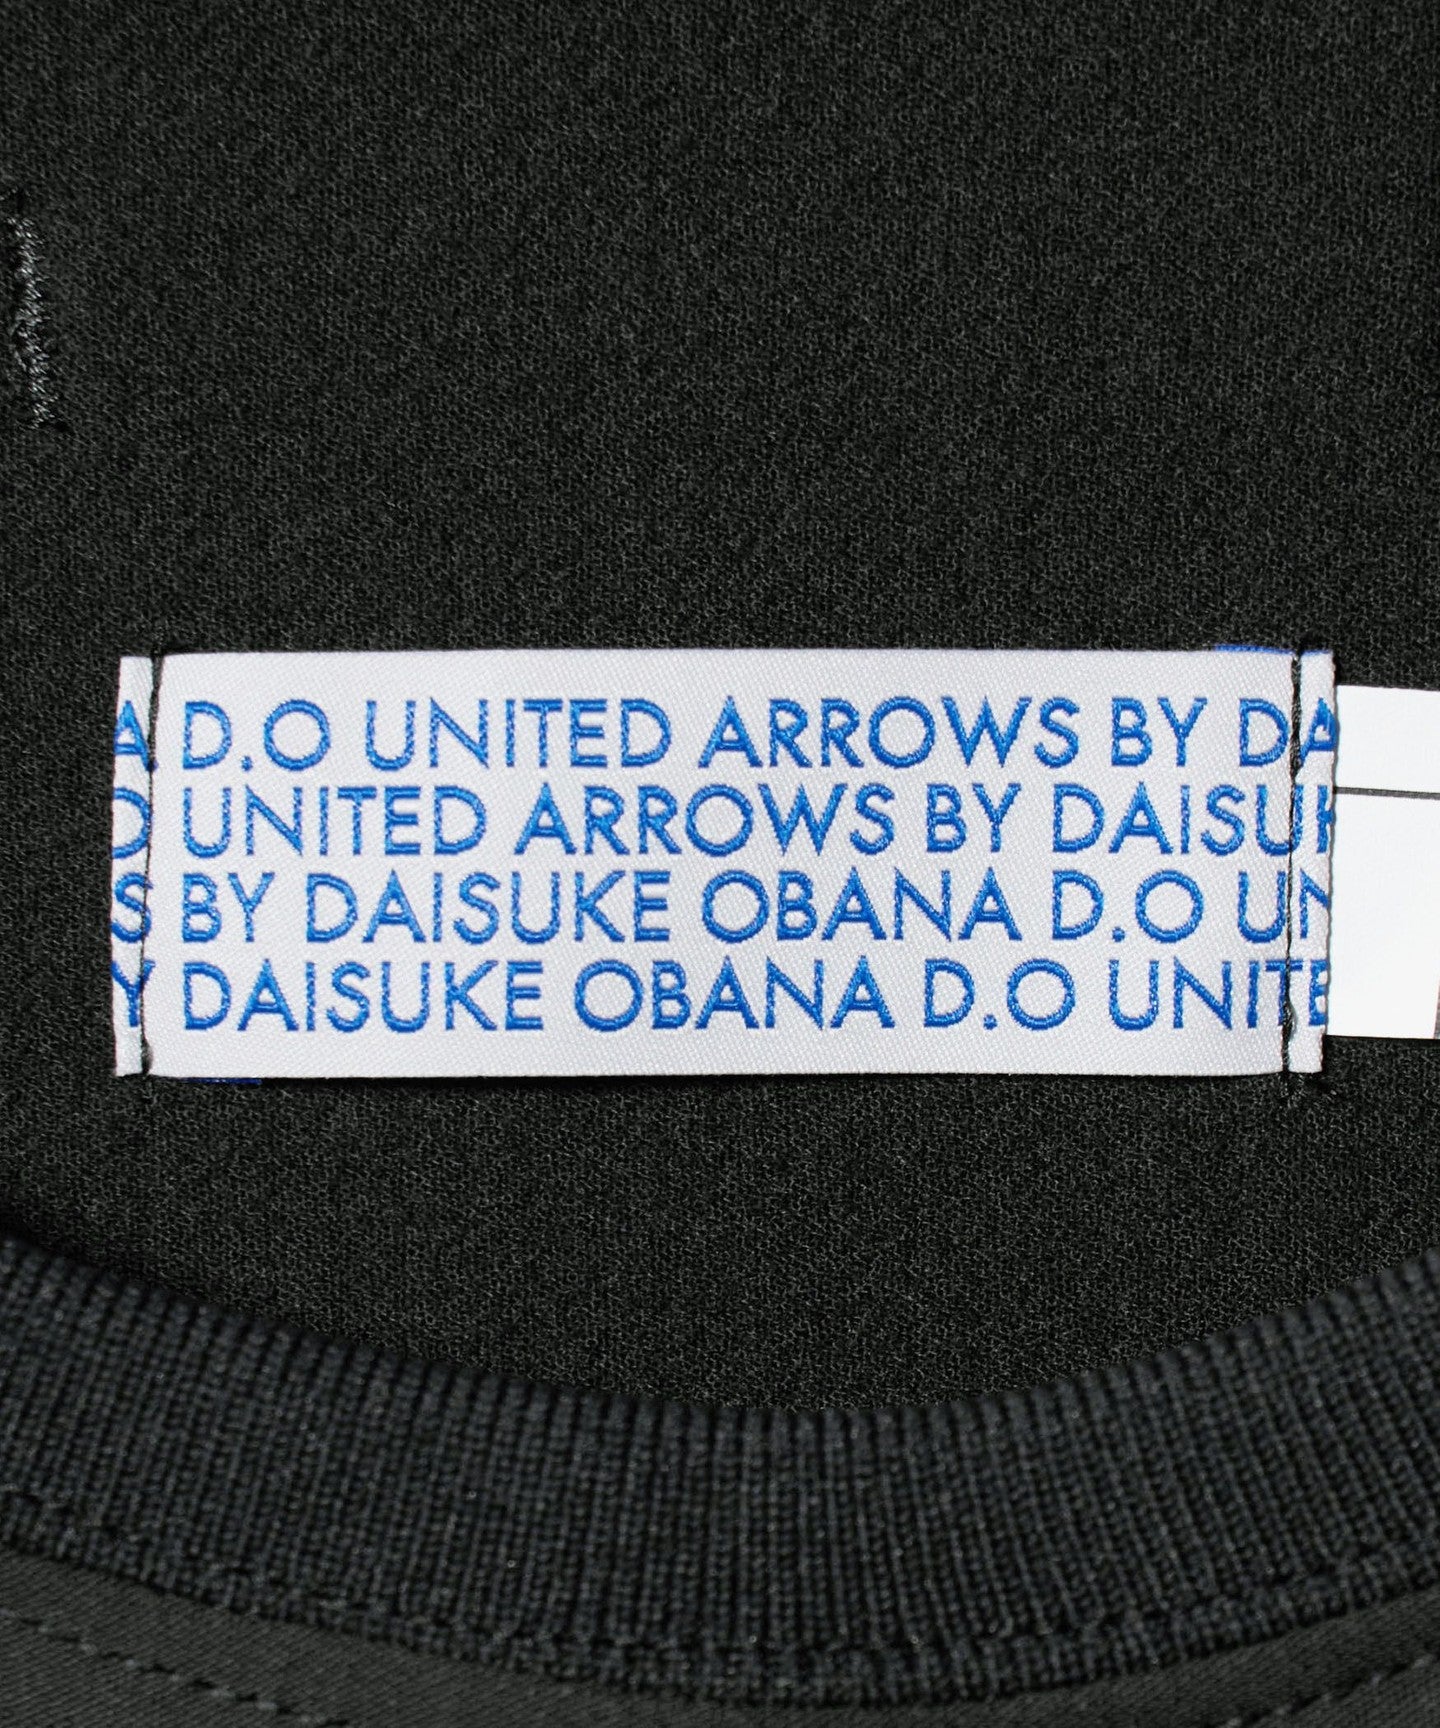 A. D.O UNITED ARROWS BY DA
O UNITED ARROWS BY DAISUK
S BY DAISUKE OBANA D.O UN
Y DAISUKE OBANA D.O UNITE